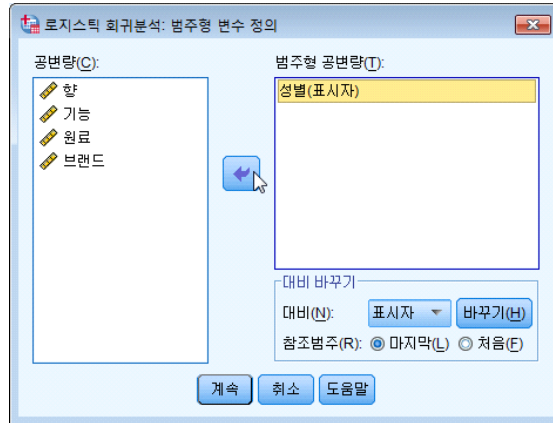 로지스틱 회귀분석: 범주형 변수 정의
공변량(C):
향
기능
원료
브랜드
범주형 공변량(T):
성별(표시자)
대비 바꾸기
대비(N): 표시자 바꾸기(H)
참조범주(R): 마지막(L) 처음(F)
계속 취소 도움말